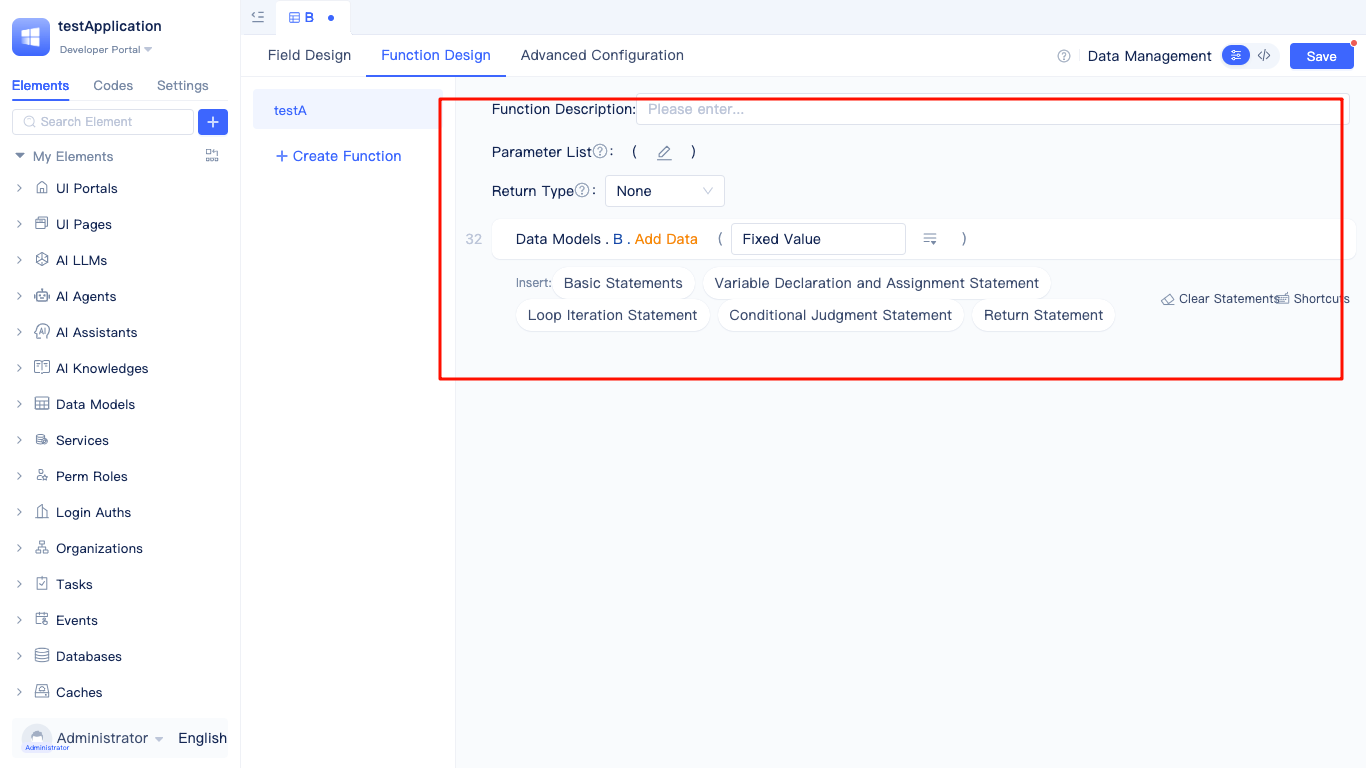 testApplication
Developer Portal
Elements
Codes
Settings
Search Element
My Elements
UI Portals
UI Pages
AI LLMs
AI Agents
AI Assistants
AI Knowledges
Data Models
Services
Perm Roles
Login Auths
Organizations
Tasks
Events
Databases
Caches
Administrator
Administrator
English
B
Field Design
Function Design
Advanced Configuration
Data Management
Save
testA
+ Create Function
Function Description: Please enter...
Parameter List : ( )
Return Type : None
32 Data Models . B . Add Data ( Fixed Value )
Insert: Basic Statements Variable Declaration and Assignment Statement
Loop Iteration Statement Conditional Judgment Statement Return Statement
Clear Statements Shortcuts